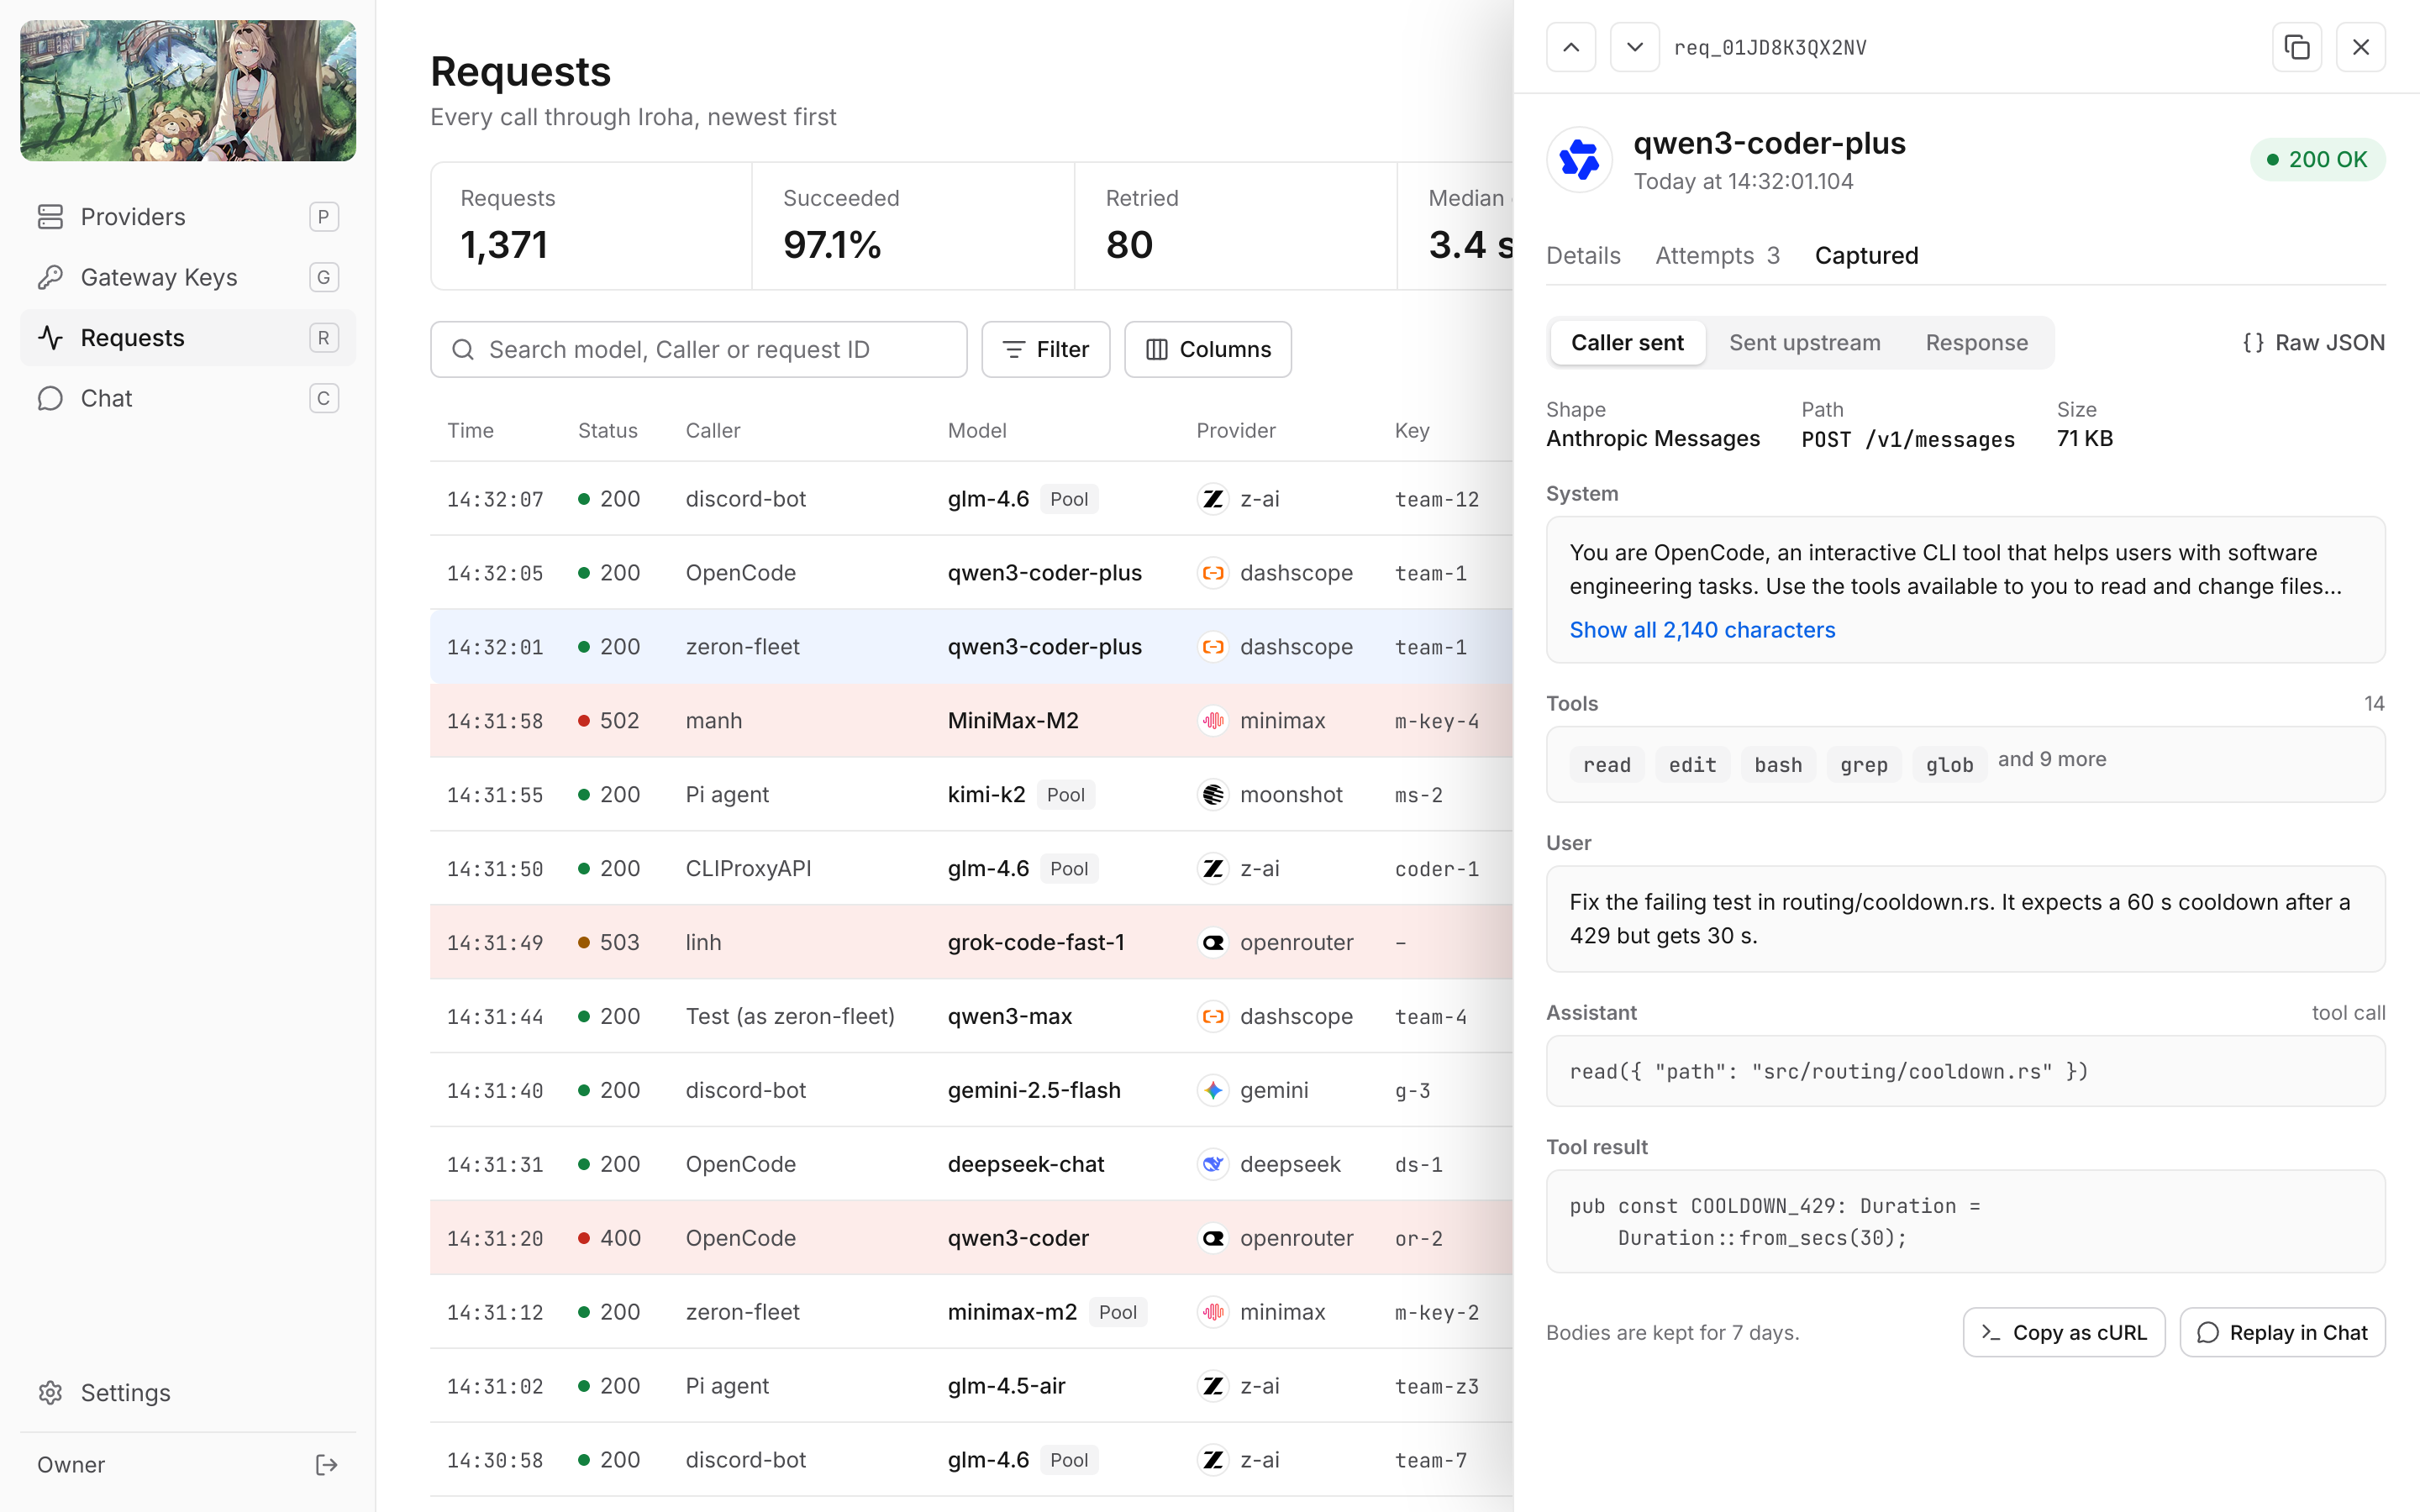 Providers P
Gateway Keys G
Requests R
Chat C
Settings
Owner
Requests
Every call through Iroha, newest first
Requests
1,371
Succeeded
97.1%
Retried
80
Median
3.4 s
Search model, Caller or request ID
Filter
Columns
Time Status Caller Model Provider Key
14:32:07 200 discord-bot glm-4.6 Pool z-ai team-12
14:32:05 200 OpenCode qwen3-coder-plus dashscope team-1
14:32:01 200 zeron-fleet qwen3-coder-plus dashscope team-1
14:31:58 502 manh MiniMax-M2 minimax m-key-4
14:31:55 200 Pi agent kimi-k2 Pool moonshot ms-2
14:31:50 200 CLIProxyAPI glm-4.6 Pool z-ai coder-1
14:31:49 503 linh grok-code-fast-1 openrouter –
14:31:44 200 Test (as zeron-fleet) qwen3-max dashscope team-4
14:31:40 200 discord-bot gemini-2.5-flash gemini g-3
14:31:31 200 OpenCode deepseek-chat deepseek ds-1
14:31:20 400 OpenCode qwen3-coder openrouter or-2
14:31:12 200 zeron-fleet minimax-m2 Pool minimax m-key-2
14:31:02 200 Pi agent glm-4.5-air z-ai team-z3
14:30:58 200 discord-bot glm-4.6 Pool z-ai team-7
req_01JD8K3QX2NV
qwen3-coder-plus
Today at 14:32:01.104
200 OK
Details Attempts 3 Captured
Caller sent Sent upstream Response
{} Raw JSON
Shape Path Size
Anthropic Messages POST /v1/messages 71 KB
System
You are OpenCode, an interactive CLI tool that helps users with software
engineering tasks. Use the tools available to you to read and change files...
Show all 2,140 characters
Tools 14
read edit bash grep glob and 9 more
User
Fix the failing test in routing/cooldown.rs. It expects a 60 s cooldown after a
429 but gets 30 s.
Assistant tool call
read({ "path": "src/routing/cooldown.rs" })
Tool result
pub const COOLDOWN_429: Duration =
Duration::from_secs(30);
Bodies are kept for 7 days.
Copy as cURL
Replay in Chat